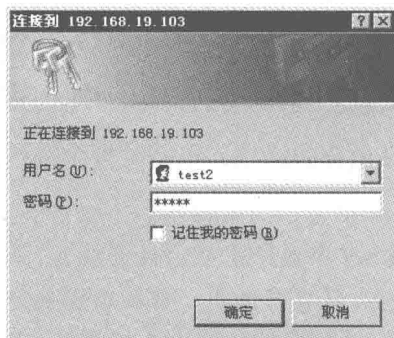 连接到 192.168.19.103
正在连接到 192.168.19.103
用户名(U):
test2
密码(P):
*****
记住我的密码(R)
确定
取消